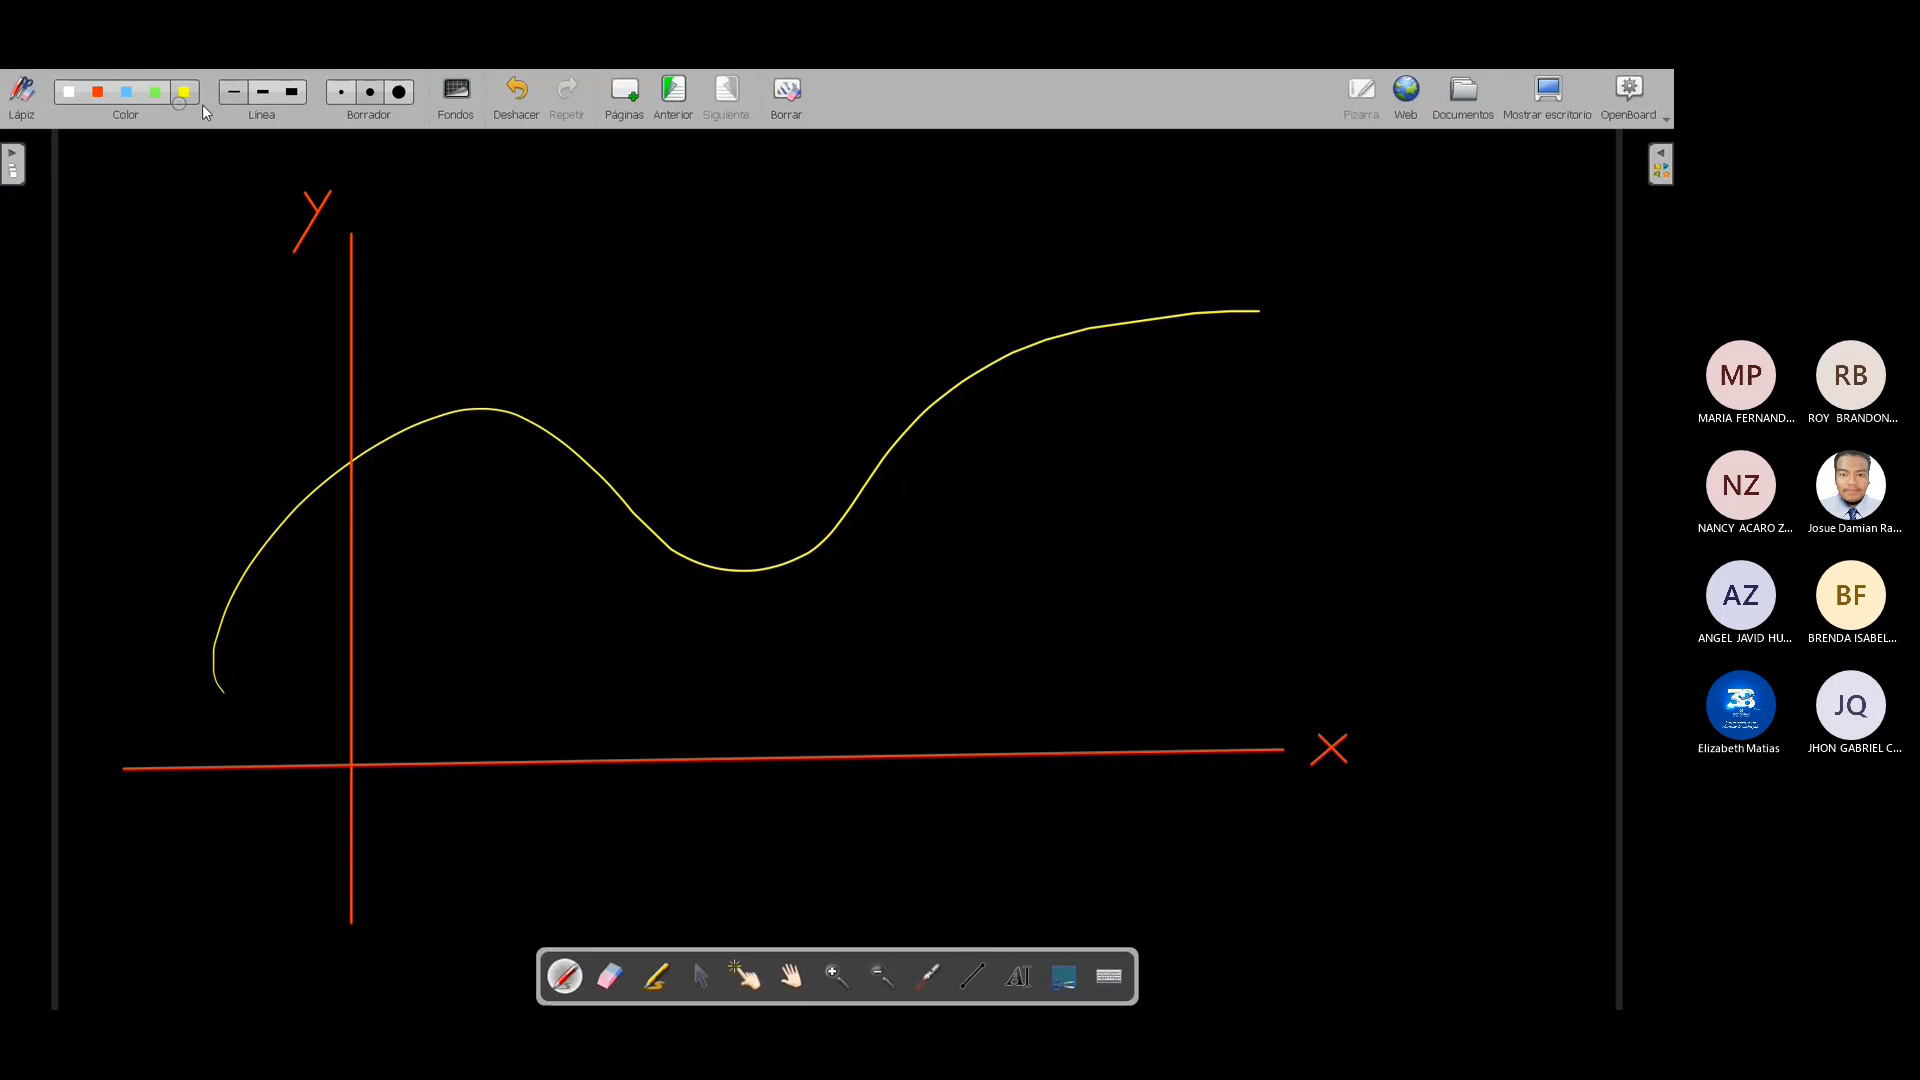 Lápiz
Color
Línea
Borrador
Fondos
Deshacer
Repetir
Páginas
Anterior
Siguiente
Borrar
Pizarra
Web
Documentos
Mostrar escritorio
OpenBoard
y
x
AI
MP
MARIA FERNAND...
RB
ROY BRANDON...
NZ
NANCY ACARO Z...
Josue Damian Ra...
AZ
ANGEL JAVID HU...
BF
BRENDA ISABEL...
38
Elizabeth Matias
JQ
JHON GABRIEL C...